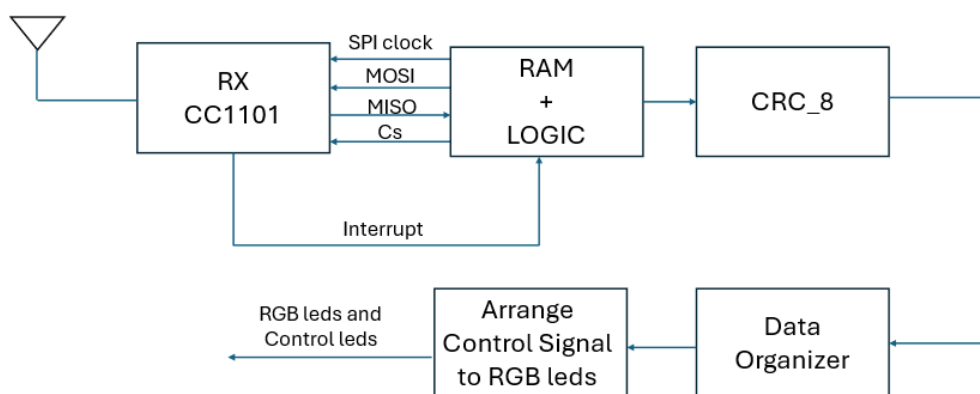 SPI clock
MOSI
MISO
Cs
RX
CC1101
RAM
+
LOGIC
CRC_8
Interrupt
RGB leds and
Control leds
Arrange
Control Signal
to RGB leds
Data
Organizer